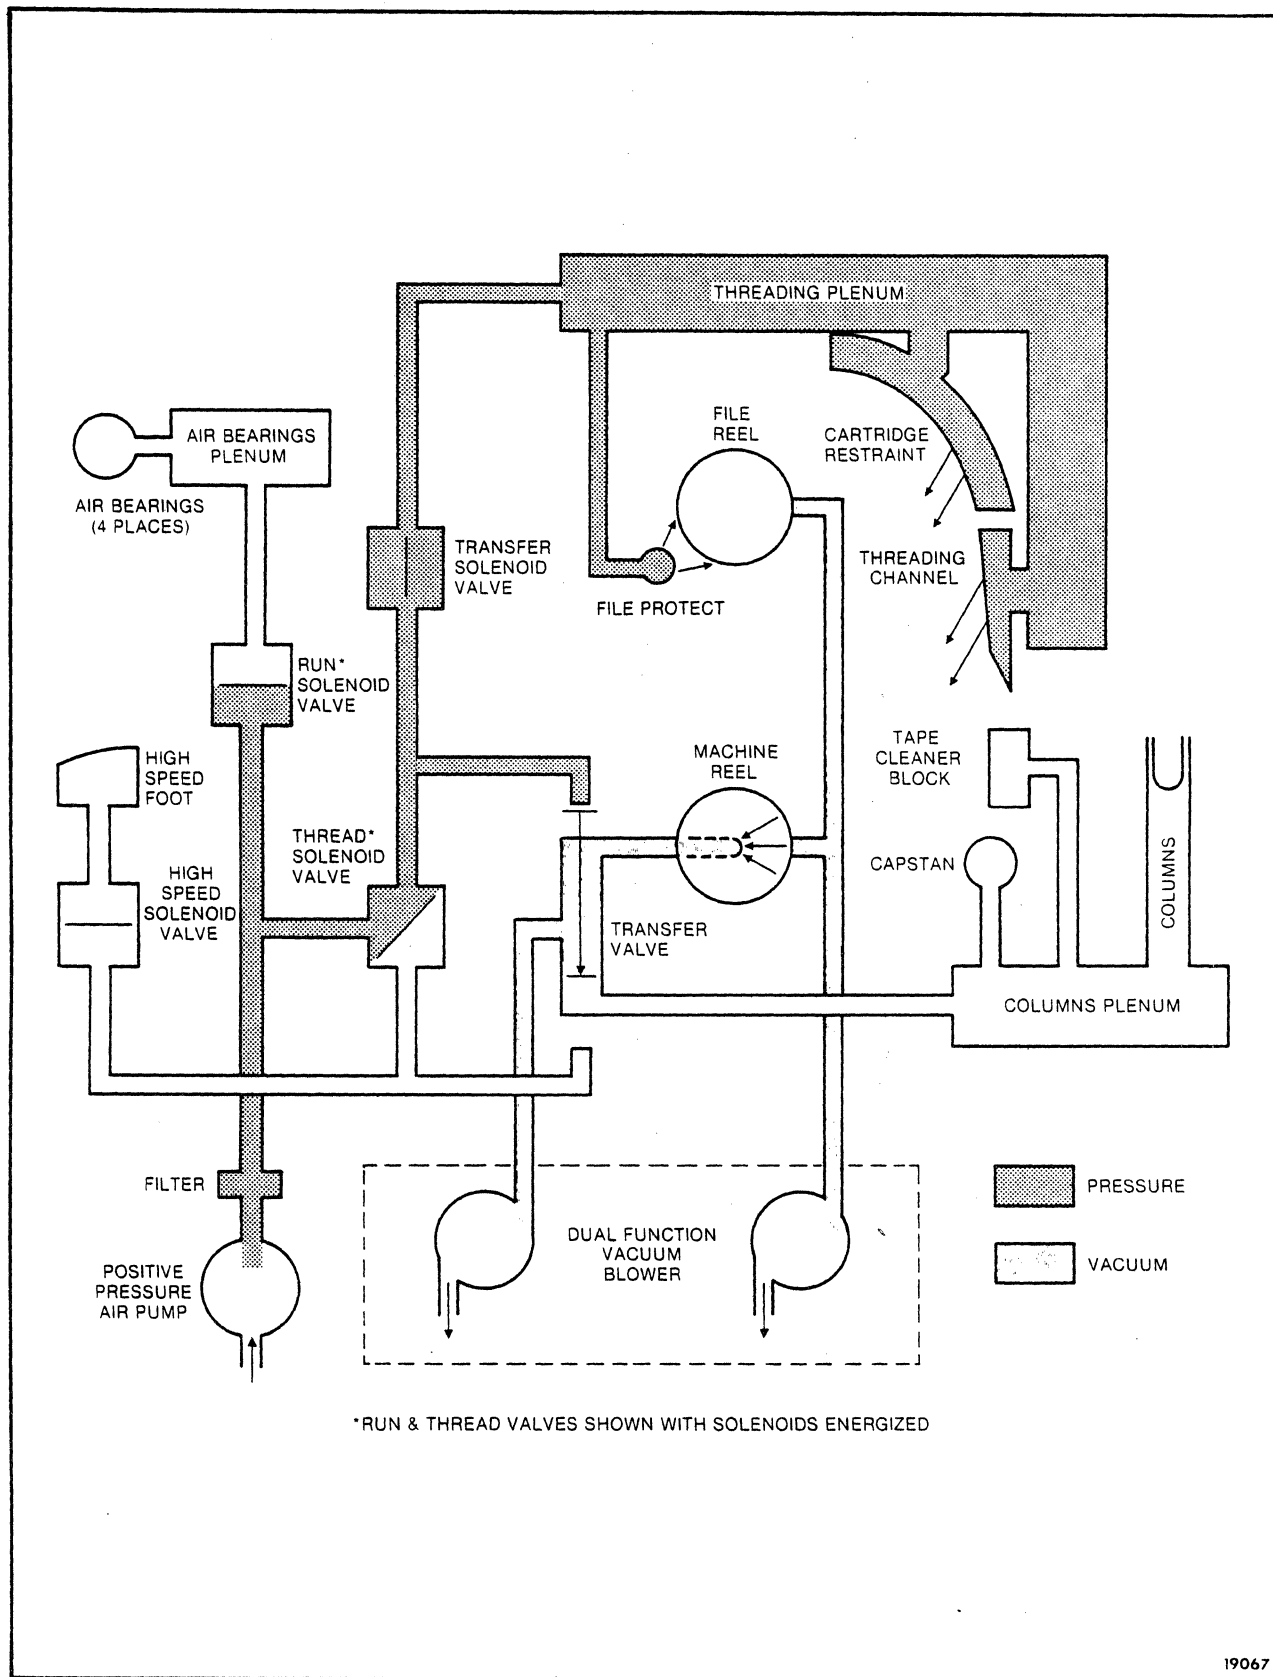 THREADING PLENUM
AIR BEARINGS
PLENUM
AIR BEARINGS
(4 PLACES)
FILE
REEL
CARTRIDGE
RESTRAINT
TRANSFER
SOLENOID
VALVE
THREADING
CHANNEL
FILE PROTECT
RUN*
SOLENOID
VALVE
HIGH
SPEED
FOOT
MACHINE
REEL
TAPE
CLEANER
BLOCK
THREAD*
SOLENOID
VALVE
HIGH
SPEED
SOLENOID
VALVE
CAPSTAN
COLUMNS
TRANSFER
VALVE
COLUMNS PLENUM
FILTER
PRESSURE
DUAL FUNCTION
VACUUM
BLOWER
VACUUM
POSITIVE
PRESSURE
AIR PUMP
*RUN & THREAD VALVES SHOWN WITH SOLENOIDS ENERGIZED
19067